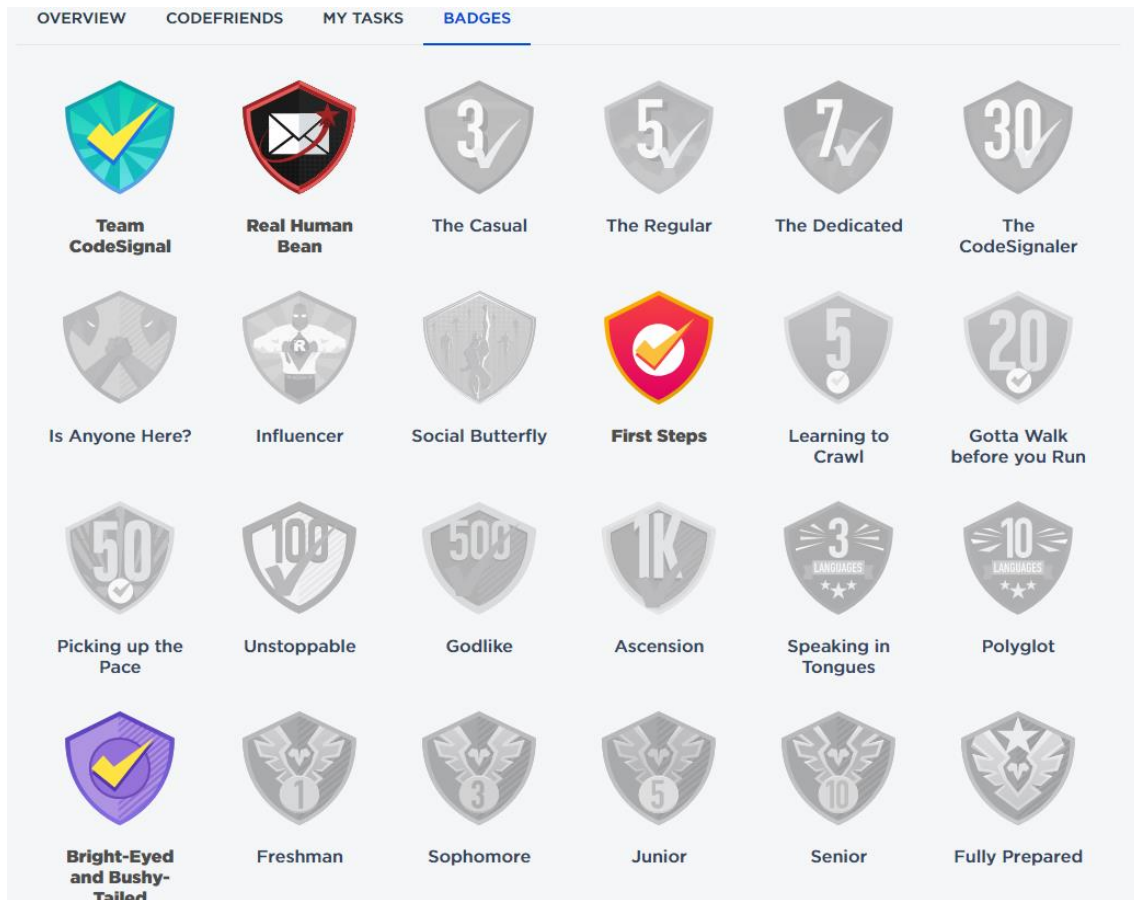 OVERVIEW CODEFRIENDS MY TASKS BADGES
3 5 7 30
Team CodeSignal
Real Human Bean
The Casual
The Regular
The Dedicated
The CodeSignaler
R 5 20
Is Anyone Here?
Influencer
Social Butterfly
First Steps
Learning to Crawl
Gotta Walk before you Run
50 100 500 1K 3 LANGUAGES 10 LANGUAGES
Picking up the Pace
Unstoppable
Godlike
Ascension
Speaking in Tongues
Polyglot
1 3 5 10
Bright-Eyed and Bushy-Tailed
Freshman
Sophomore
Junior
Senior
Fully Prepared